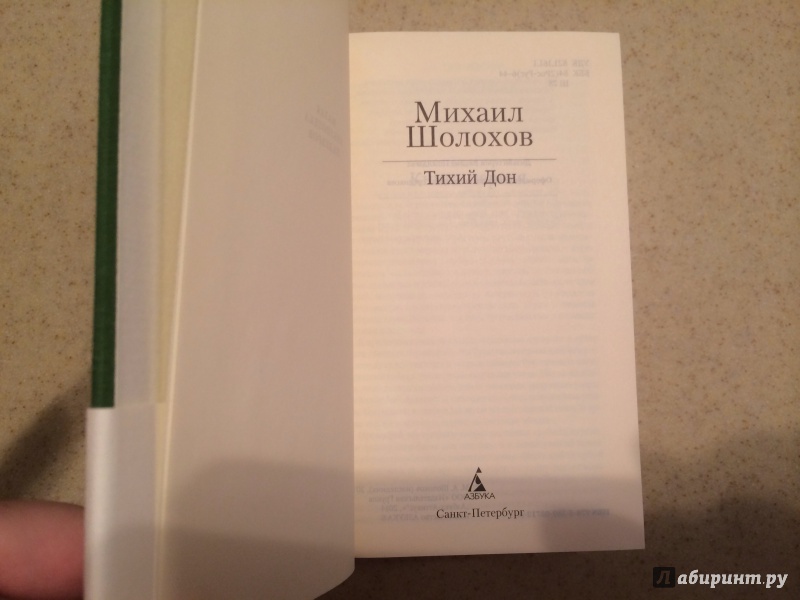 Михаил
Шолохов
Тихий Дон
АЗБУКА
Санкт-Петербург
Лабиринт.ру